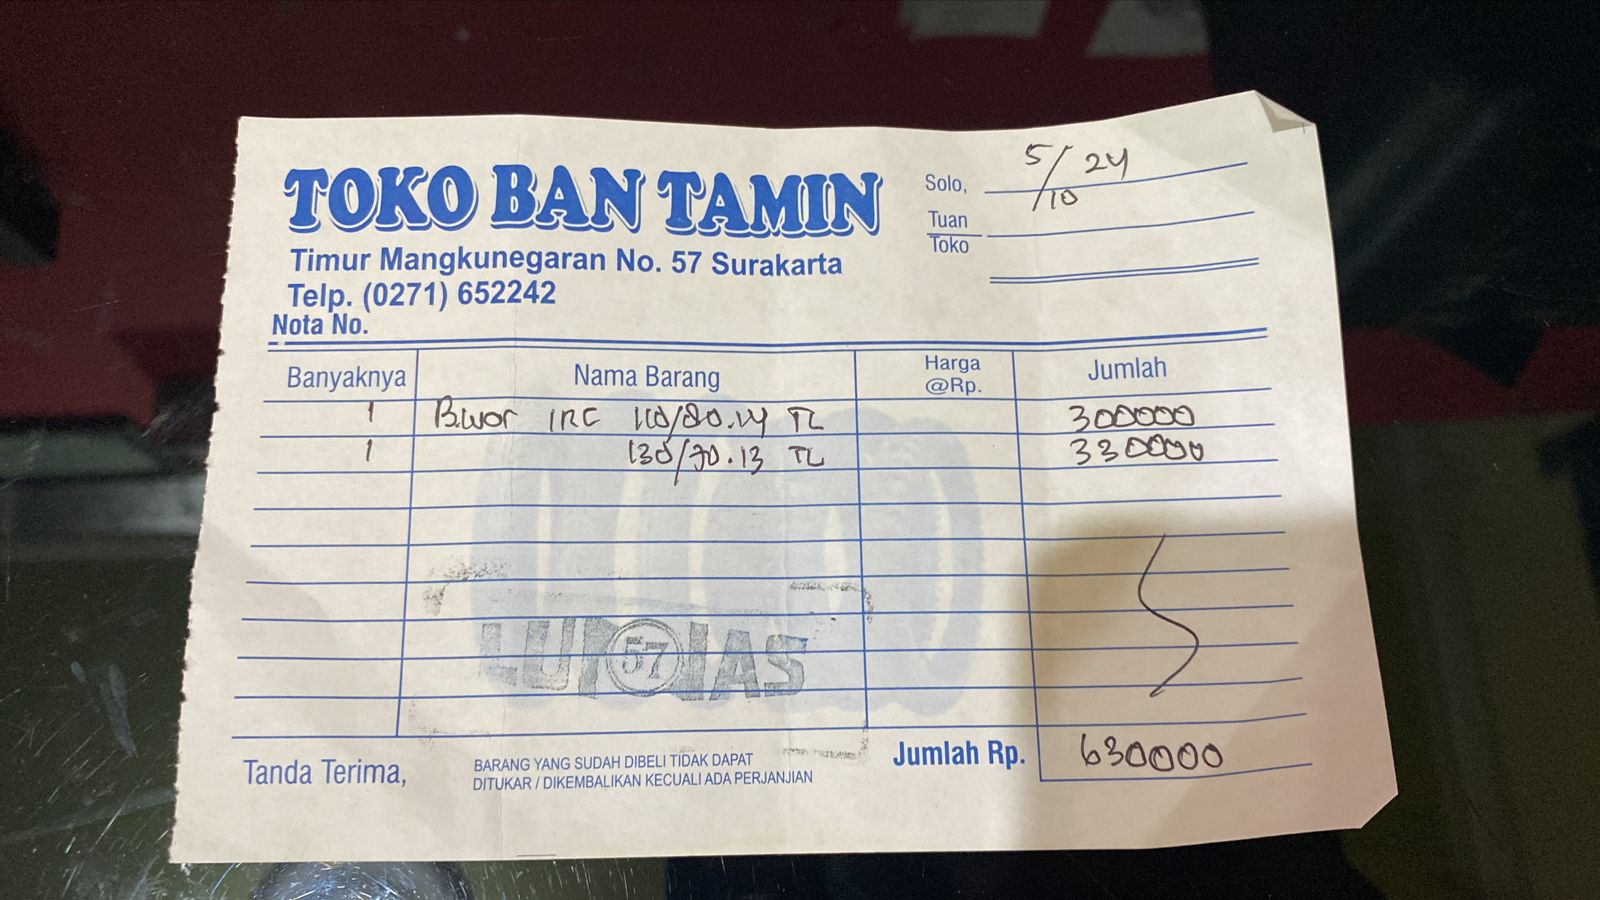 TOKO BAN TAMIN
Timur Mangkunegaran No. 57 Surakarta
Telp. (0271) 652242
Nota No.
Solo, 5/10 24
Tuan
Toko
Banyaknya Nama Barang Harga @Rp. Jumlah
1 B.luar IRC 110/80.14 TL 300000
1 130/70.13 TL 330000
LUNAS
57
Jumlah Rp. 630000
Tanda Terima,
BARANG YANG SUDAH DIBELI TIDAK DAPAT
DITUKAR / DIKEMBALIKAN KECUALI ADA PERJANJIAN